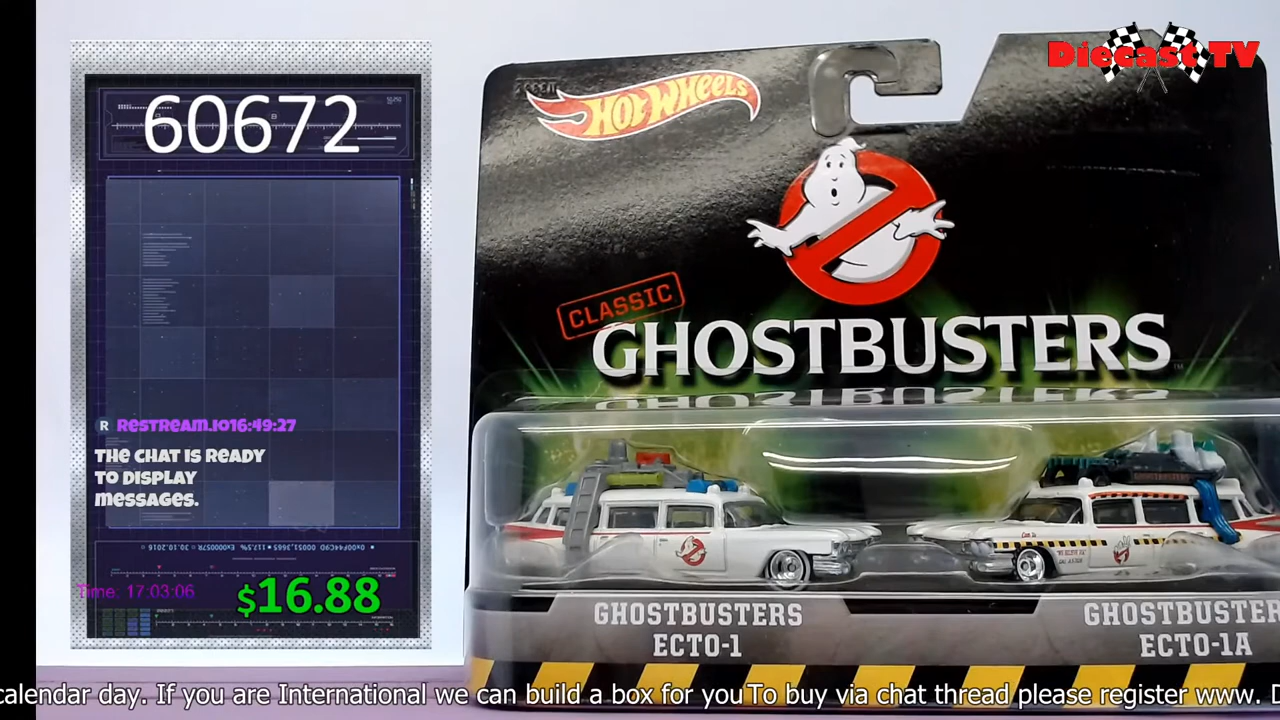 60672
Restream.io16:49:27
The chat is ready
to display
messages.
Time: 17:03:06
$16.88
Diecast TV
Hot Wheels
CLASSIC
GHOSTBUSTERS
GHOSTBUSTERS
ECTO-1
GHOSTBUSTER
ECTO-1A
calendar day. If you are International we can build a box for youTo buy via chat thread please register www. D